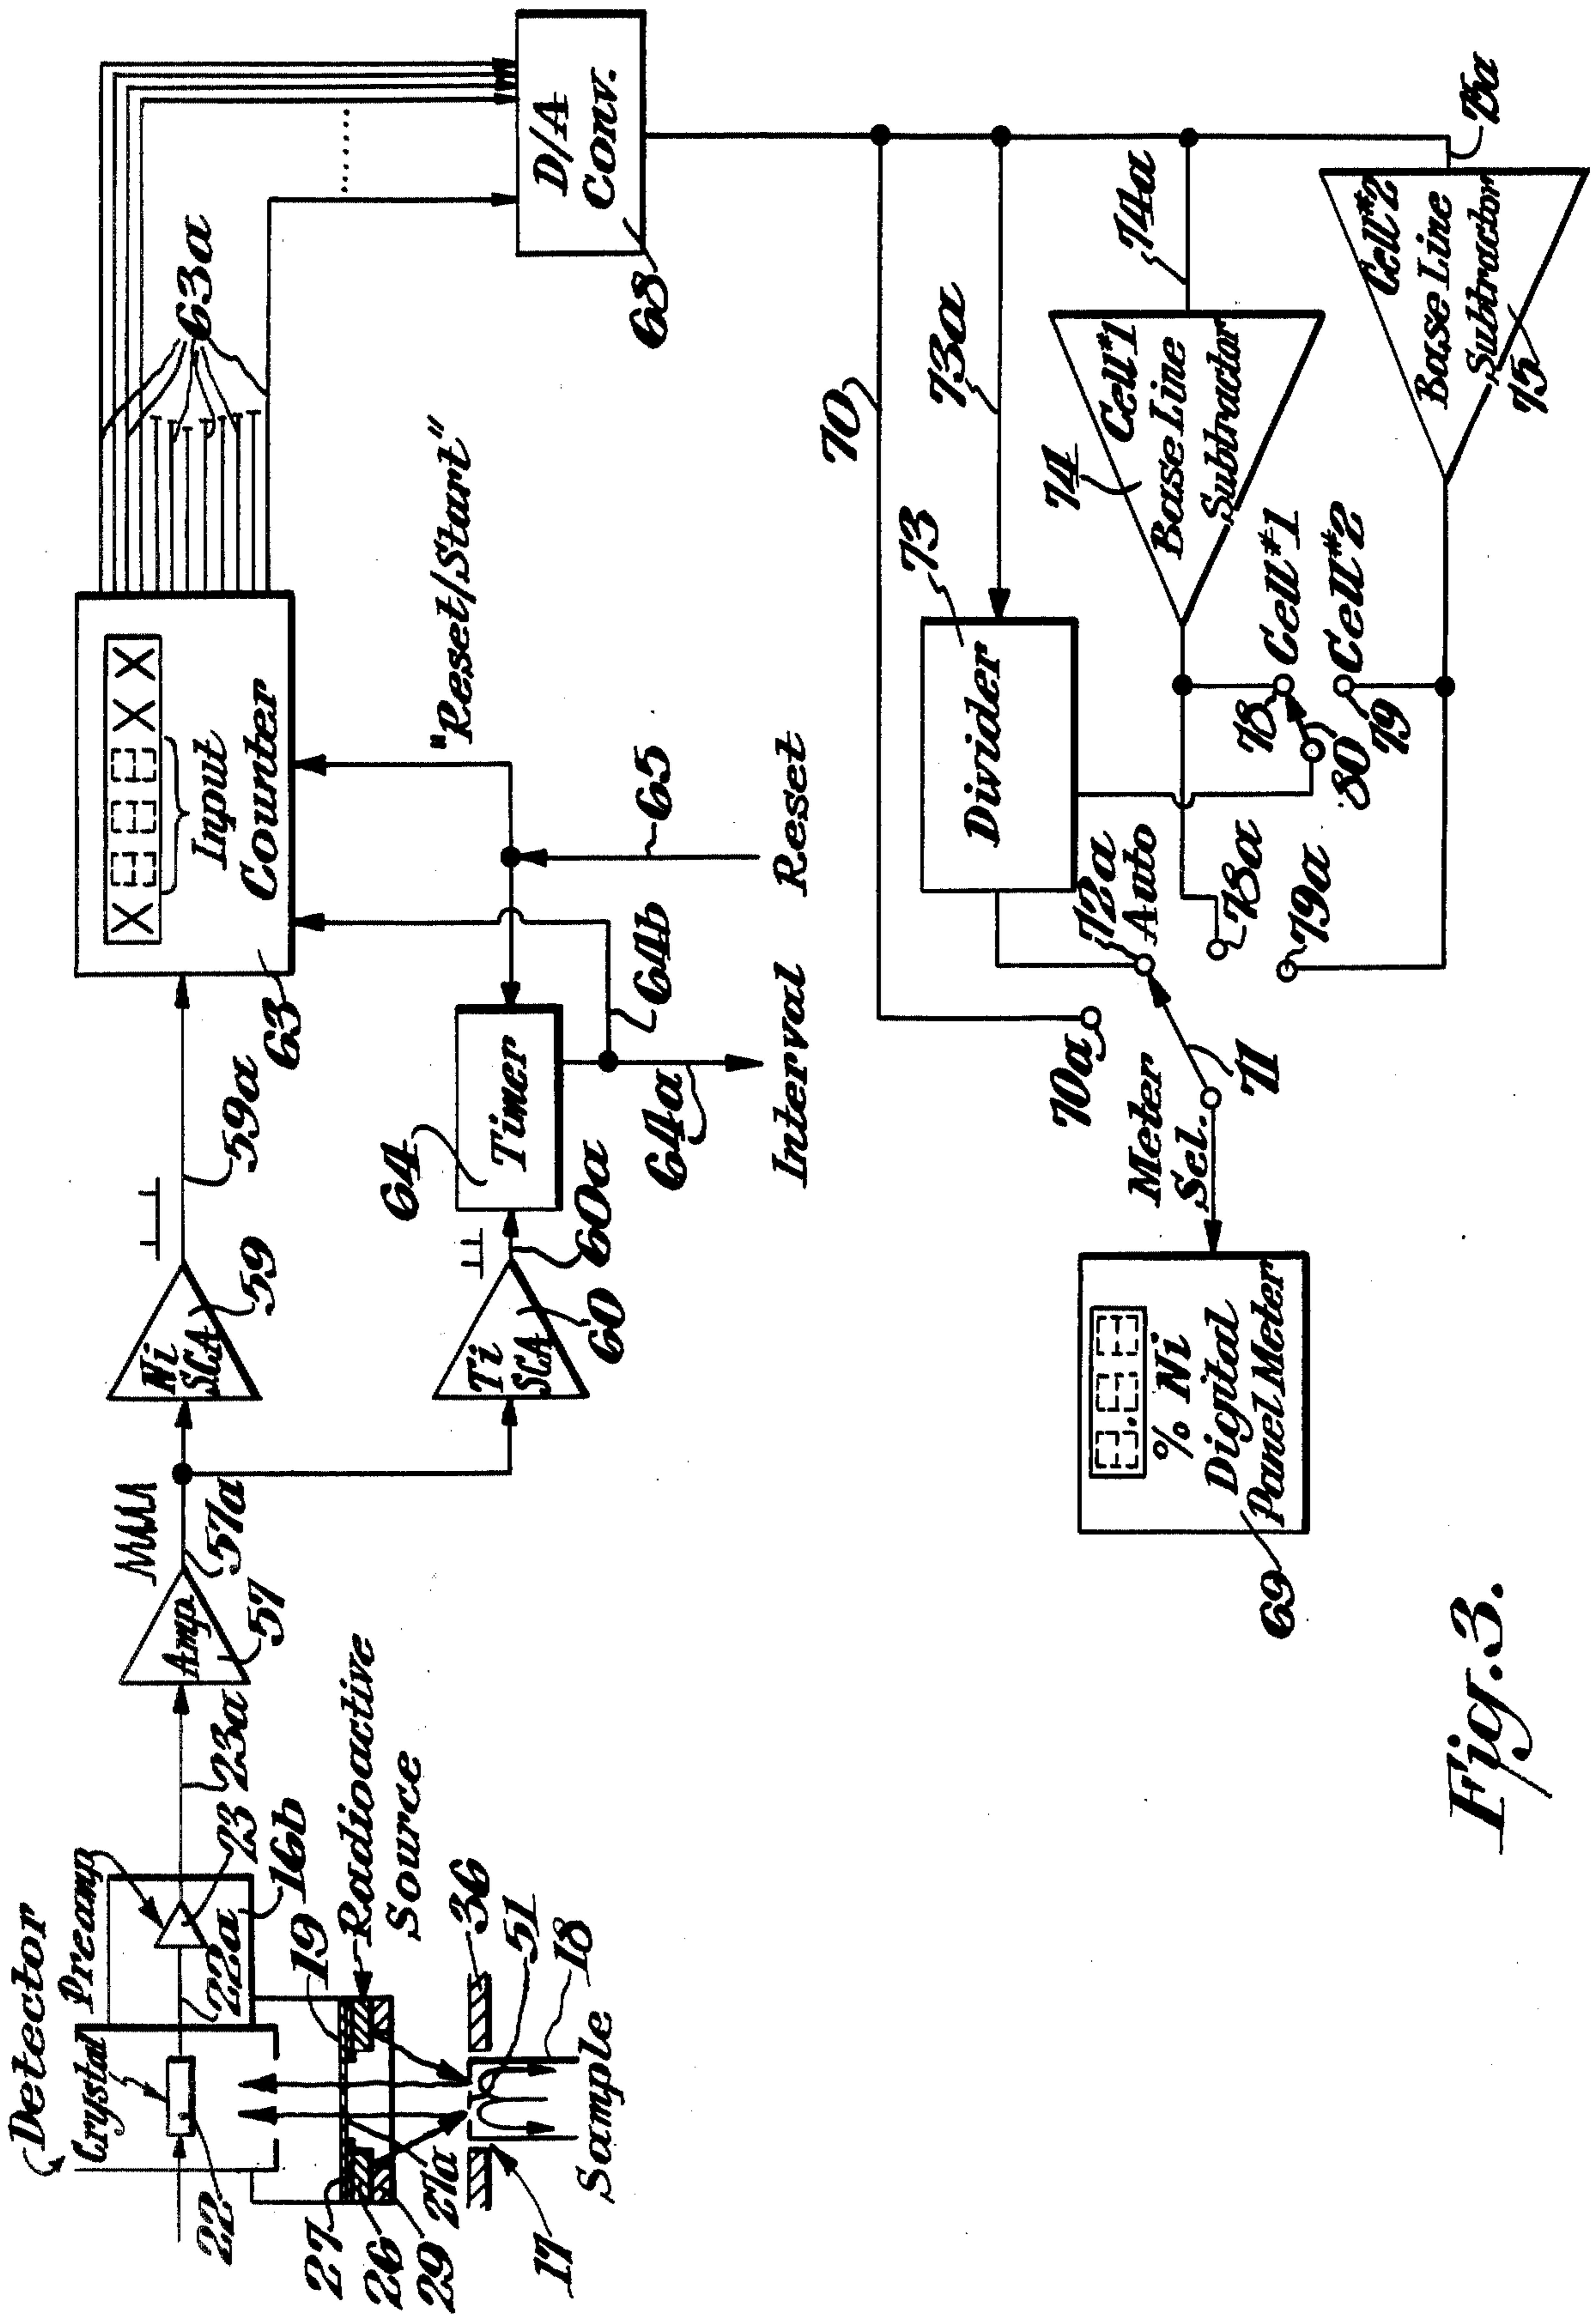 Detector
Crystal
Preamp
22
22a
23
16b
23a
Amp.
57
57a
Ni
SCA
59
59a
63
Input
Counter
X X X
63a
D/A
Conv.
68
Ti
SCA
60
60a
64
Timer
64a
64b
65
"Reset/Start"
Interval
Reset
27
26
29
27a
19
Radioactive
Source
36
51
18
17
Sample
69
% Ni
Digital
Panel Meter
Meter
Sel.
71
70a
70
72a
Auto
73
Divider
73a
74
Cell #1
Base Line
Subtractor
74a
75
Cell #2
Base Line
Subtractor
75a
78
Cell #1
Cell #2
79
80
78a
79a
Fig. 3.